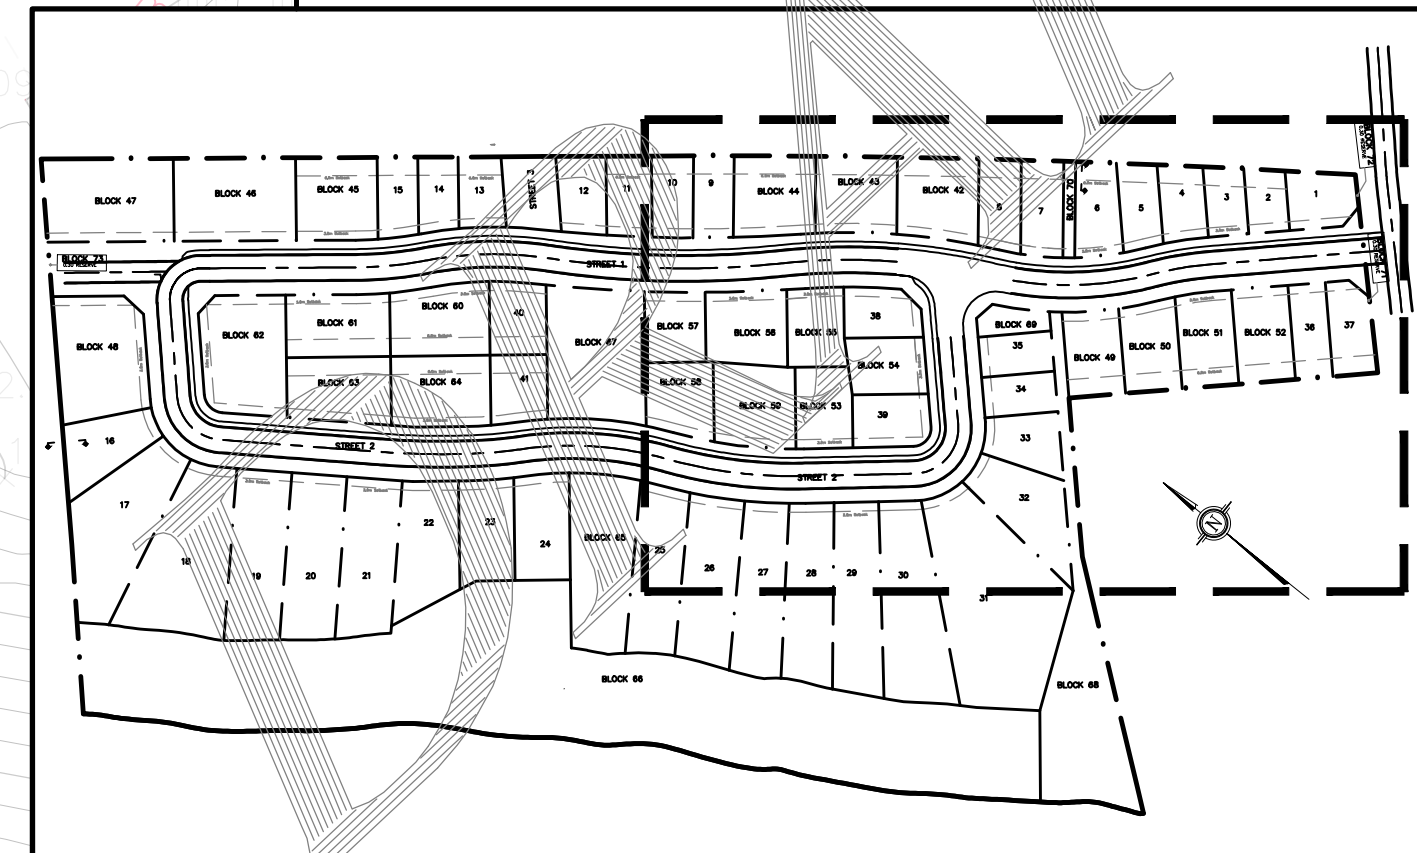 BLOCK 47
BLOCK 46
BLOCK 45
15
14
13
STREET 3
12
11
10
9
BLOCK 44
BLOCK 43
BLOCK 42
8
7
BLOCK 70
6
5
4
3
2
1
BLOCK 73
0.30 RESERVE
STREET 1
BLOCK 48
BLOCK 62
BLOCK 61
BLOCK 60
40
BLOCK 67
BLOCK 57
BLOCK 56
BLOCK 55
38
BLOCK 69
35
BLOCK 49
BLOCK 50
BLOCK 51
BLOCK 52
36
37
BLOCK 63
BLOCK 64
41
BLOCK 58
BLOCK 59
BLOCK 53
BLOCK 54
39
34
33
32
16
17
STREET 2
STREET 2
18
19
20
21
22
23
24
BLOCK 65
25
26
27
28
29
30
31
N
BLOCK 66
BLOCK 68